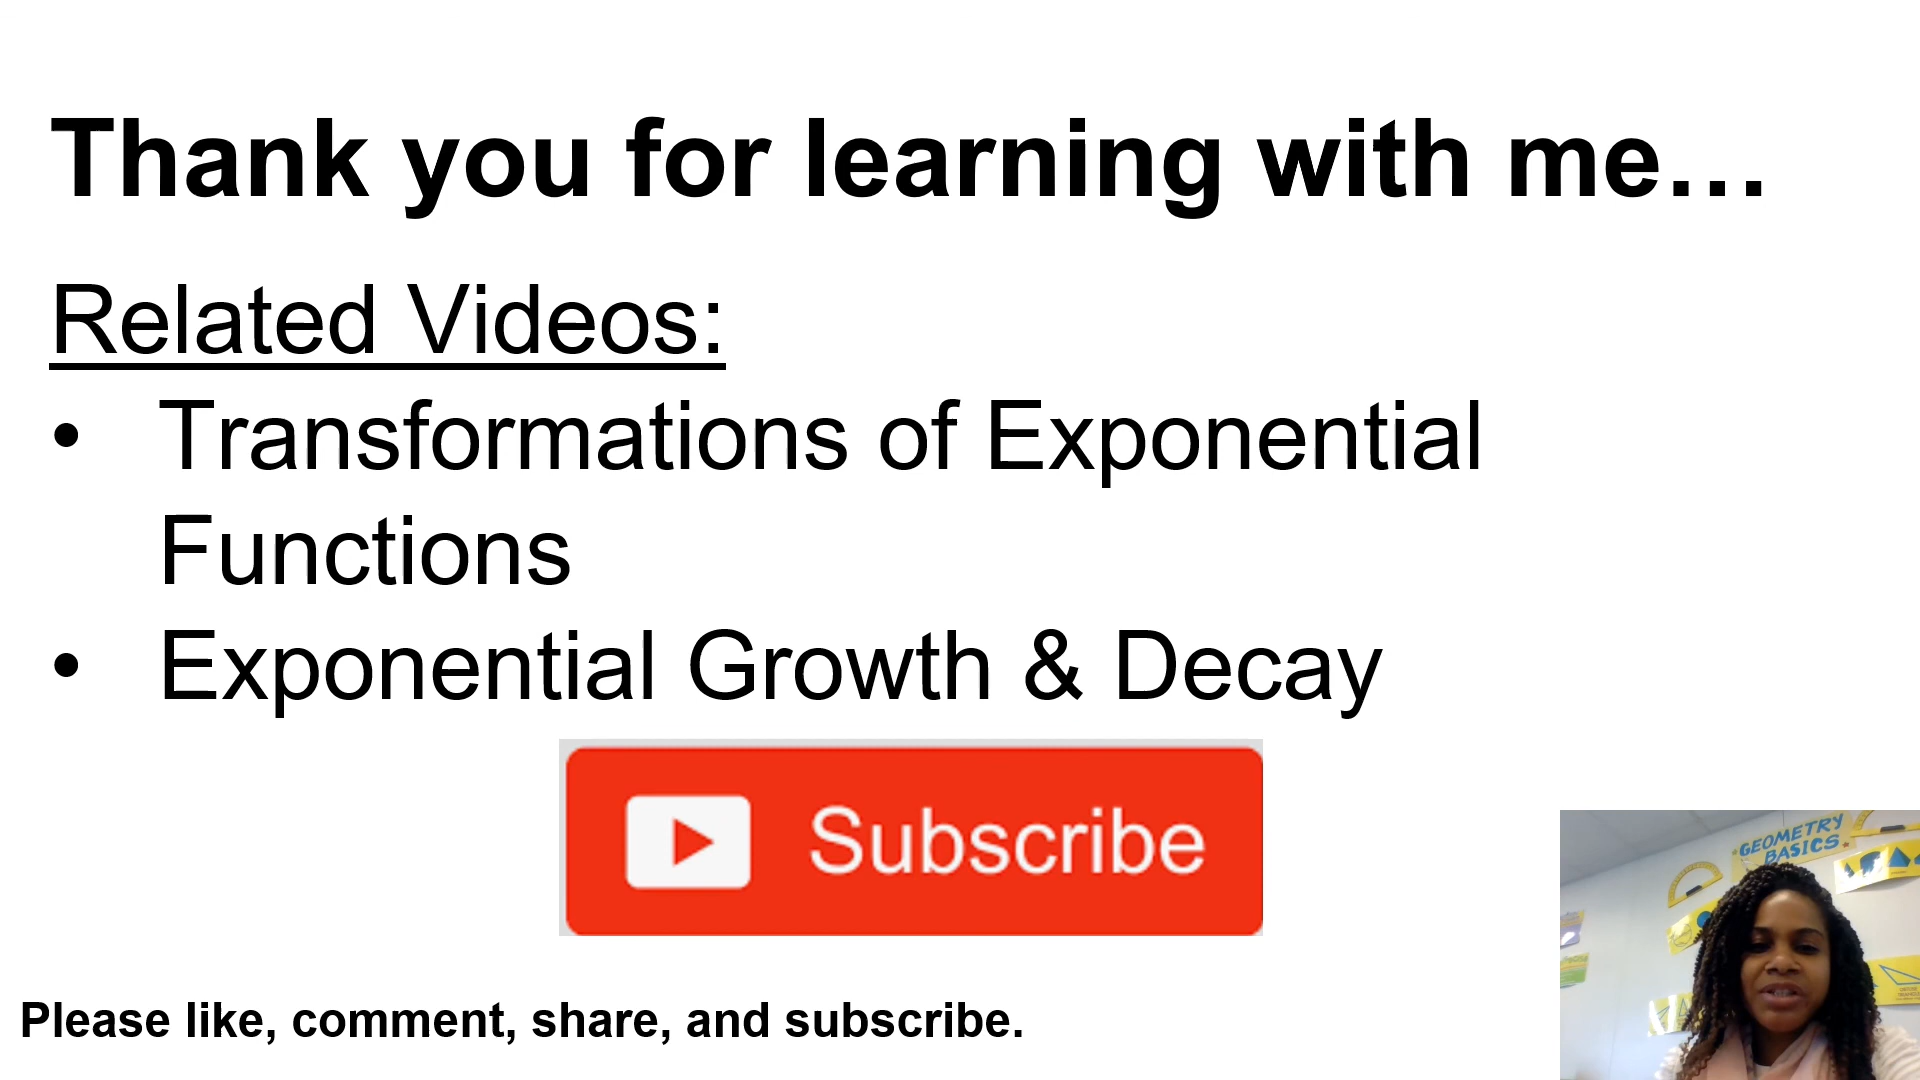 Thank you for learning with me…
Related Videos:
• Transformations of Exponential
Functions
• Exponential Growth & Decay
Subscribe
GEOMETRY
BASICS
Please like, comment, share, and subscribe.